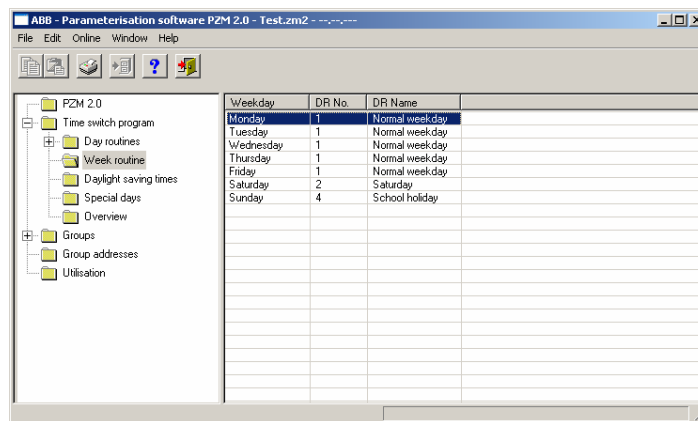 ABB - Parameterisation software PZM 2.0 - Test.zm2 - --.--.----
File Edit Online Window Help
PZM 2.0
Time switch program
Day routines
Week routine
Daylight saving times
Special days
Overview
Groups
Group addresses
Utilisation
Weekday DR No. DR Name
Monday 1 Normal weekday
Tuesday 1 Normal weekday
Wednesday 1 Normal weekday
Thursday 1 Normal weekday
Friday 1 Normal weekday
Saturday 2 Saturday
Sunday 4 School holiday